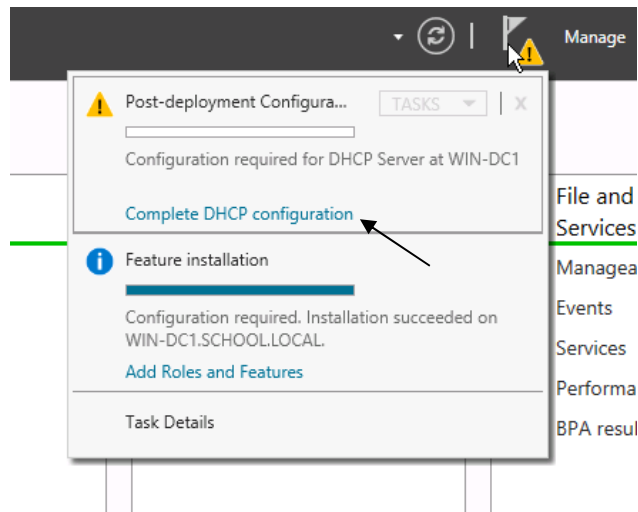 Manage
Post-deployment Configura...
TASKS
X
Configuration required for DHCP Server at WIN-DC1
Complete DHCP configuration
Feature installation
Configuration required. Installation succeeded on
WIN-DC1.SCHOOL.LOCAL.
Add Roles and Features
Task Details
File and
Services
Managea
Events
Services
Performa
BPA resul